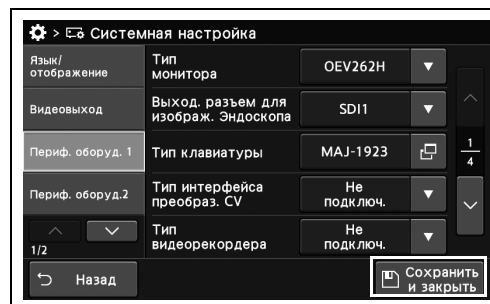 > Системная настройка
Язык/
отображение
Тип
монитора
OEV262H
Видеовыход
Выход. разъем для
изображ. Эндоскопа
SDI1
Периф. оборуд. 1
Тип клавиатуры
MAJ-1923
1
4
Периф. оборуд.2
Тип интерфейса
преобраз. CV
Не
подключ.
1/2
Тип
видеорекордера
Не
подключ.
Назад
Сохранить
и закрыть